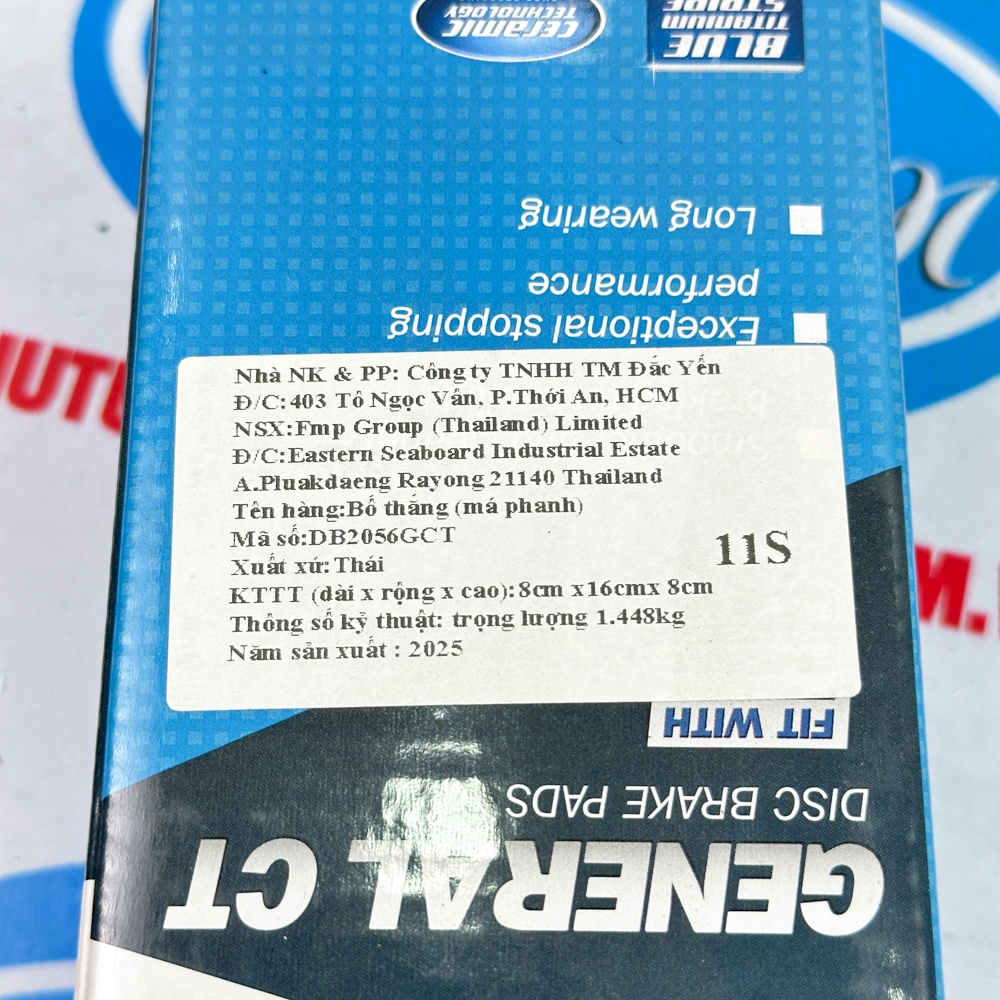 Nhà NK & PP: Công ty TNHH TM Đắc Yến
Đ/C:403 Tô Ngọc Vân, P.Thới An, HCM
NSX:Fmp Group (Thailand) Limited
Đ/C:Eastern Seaboard Industrial Estate
A.Pluakdaeng Rayong 21140 Thailand
Tên hàng:Bố thắng (má phanh)
Mã số:DB2056GCT
11S
Xuất xứ:Thái
KTTT (dài x rộng x cao):8cm x16cmx 8cm
Thông số kỹ thuật: trọng lượng 1.448kg
Năm sản xuất : 2025
GENERAL CT
DISC BRAKE PADS
FIT WITH
Exceptional stopping
performance
Long wearing
BLUE
TITANIUM
STRIPE
ceramic
TECHNOLOGY